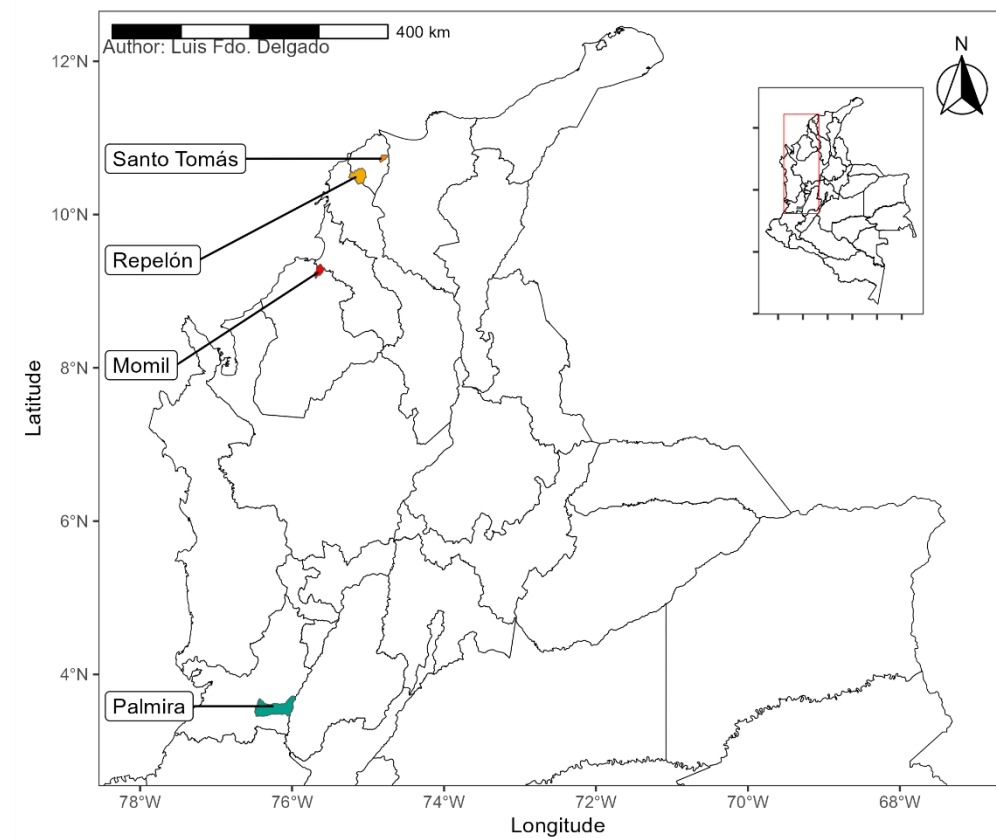 400 km
Author: Luis Fdo. Delgado
N
12°N
10°N
8°N
6°N
4°N
Latitude
Santo Tomás
Repelón
Momil
Palmira
78°W
76°W
74°W
72°W
70°W
68°W
Longitude